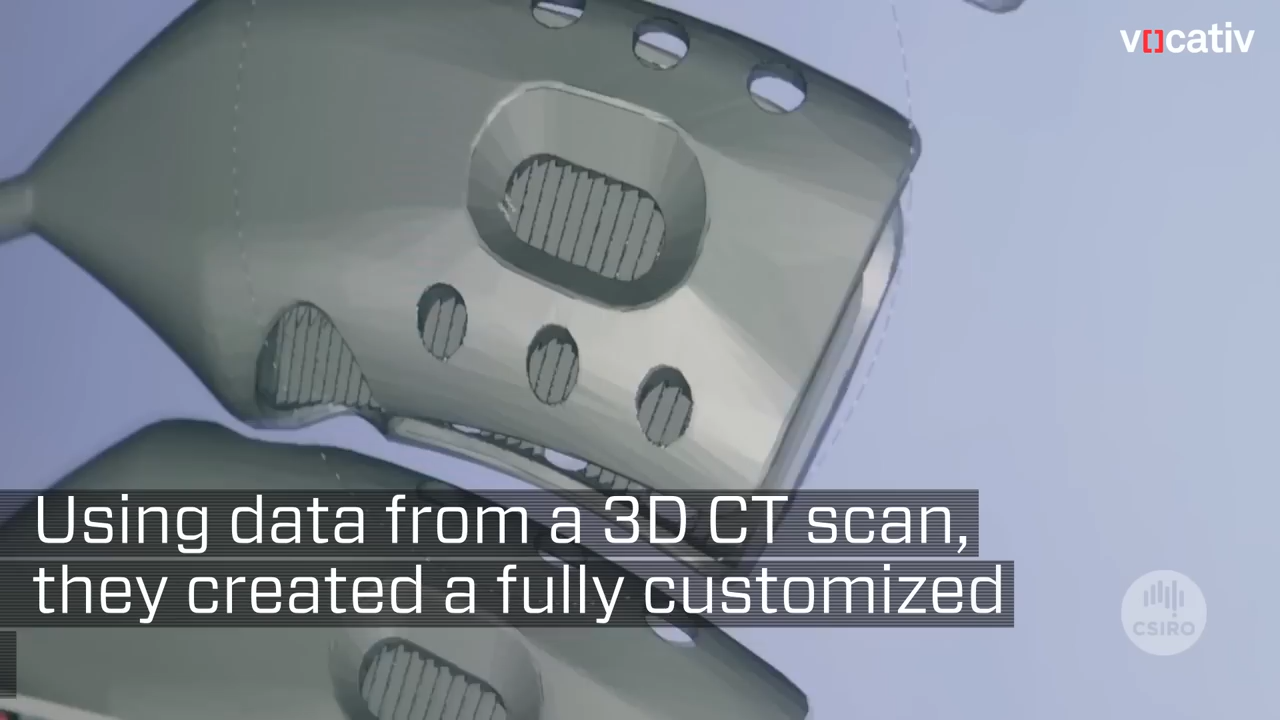 vocativ
Using data from a 3D CT scan,
they created a fully customized
CSIRO